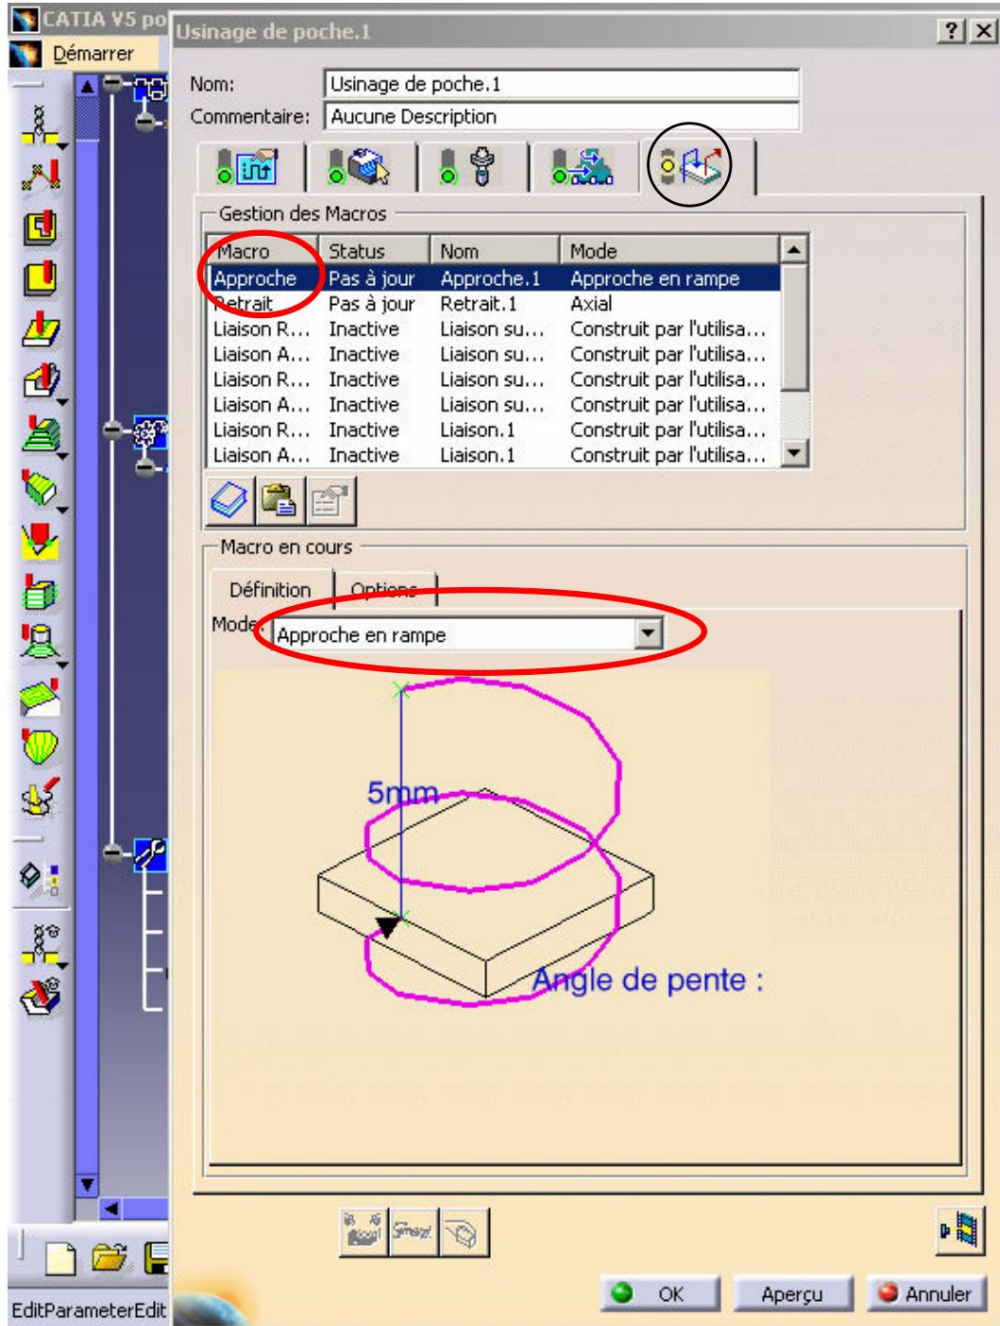 CATIA V5 po
Usinage de poche.1
Démarrer
Nom: Usinage de poche.1
Commentaire: Aucune Description
Gestion des Macros
Macro Status Nom Mode
Approche Pas à jour Approche.1 Approche en rampe
Retrait Pas à jour Retrait.1 Axial
Liaison R... Inactive Liaison su... Construit par l'utilisa...
Liaison A... Inactive Liaison su... Construit par l'utilisa...
Liaison R... Inactive Liaison su... Construit par l'utilisa...
Liaison A... Inactive Liaison su... Construit par l'utilisa...
Liaison R... Inactive Liaison.1 Construit par l'utilisa...
Liaison A... Inactive Liaison.1 Construit par l'utilisa...
Macro en cours
Définition Options
Mode: Approche en rampe
5mm
Angle de pente :
OK Aperçu Annuler
EditParameterEdit